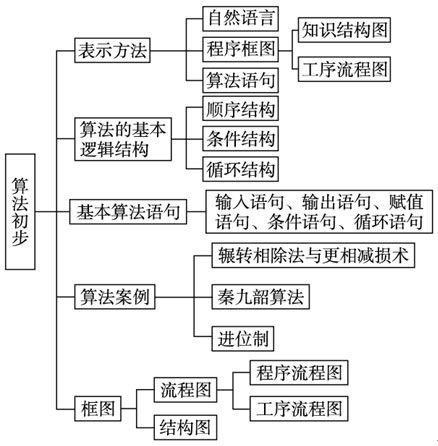 算法初步
表示方法
自然语言
程序框图
知识结构图
工序流程图
算法语句
算法的基本
逻辑结构
顺序结构
条件结构
循环结构
基本算法语句
输入语句、输出语句、赋值
语句、条件语句、循环语句
算法案例
辗转相除法与更相减损术
秦九韶算法
进位制
框图
流程图
程序流程图
工序流程图
结构图